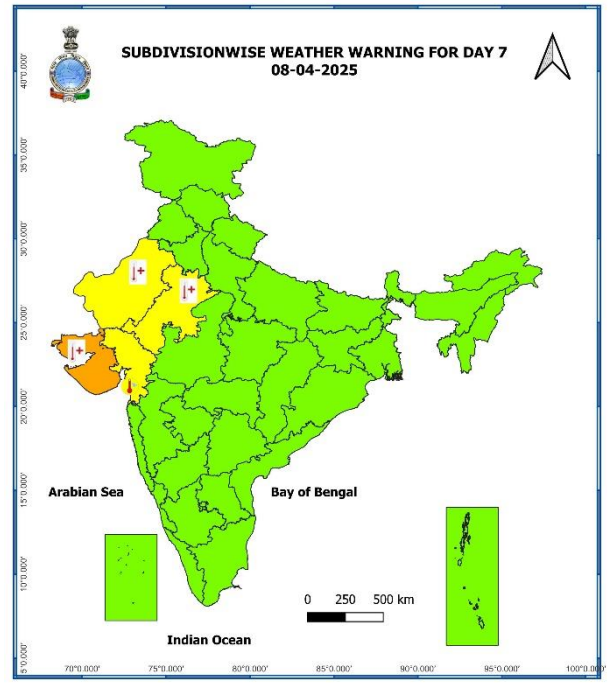 SUBDIVISIONWISE WEATHER WARNING FOR DAY 7
08-04-2025
40°0.000'
35°0.000'
30°0.000'
25°0.000'
20°0.000'
15°0.000'
10°0.000'
5°0.000'
Arabian Sea
Bay of Bengal
0 250 500 km
Indian Ocean
70°0.000' 75°0.000' 80°0.000' 85°0.000' 90°0.000' 95°0.000' 100°0.000'